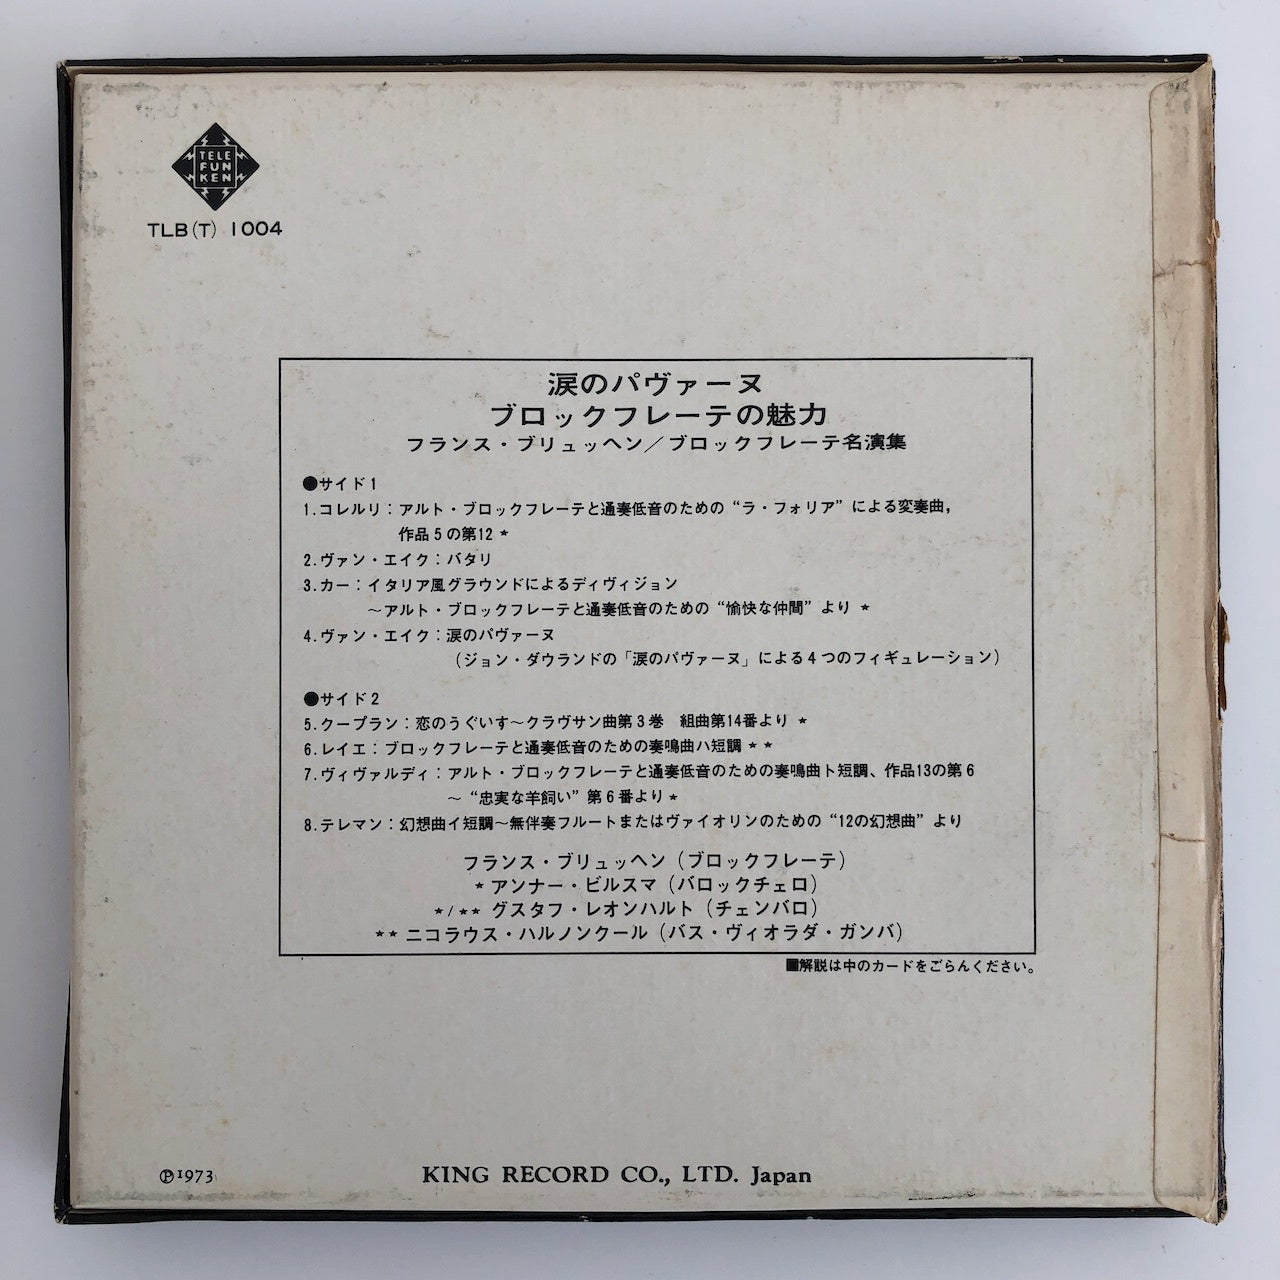 TELE
FUN
KEN
TLB(T) 1004
涙のパヴァーヌ
ブロックフレーテの魅力
フランス・ブリュッヘン／ブロックフレーテ名演集
●サイド1
1.コレルリ：アルト・ブロックフレーテと通奏低音のための“ラ・フォリア”による変奏曲，
作品5の第12 ★
2.ヴァン・エイク：バタリ
3.カー：イタリア風グラウンドによるディヴィジョン
～アルト・ブロックフレーテと通奏低音のための“愉快な仲間”より ★
4.ヴァン・エイク：涙のパヴァーヌ
（ジョン・ダウランドの「涙のパヴァーヌ」による4つのフィギュレーション）
●サイド2
5.クープラン：恋のうぐいす～クラヴサン曲第3巻 組曲第14番より ★
6.レイエ：ブロックフレーテと通奏低音のための奏鳴曲ハ短調 ★★
7.ヴィヴァルディ：アルト・ブロックフレーテと通奏低音のための奏鳴曲ト短調、作品13の第6
～“忠実な羊飼い”第6番より★
8.テレマン：幻想曲イ短調～無伴奏フルートまたはヴァイオリンのための“12の幻想曲”より
フランス・ブリュッヘン（ブロックフレーテ）
★アンナー・ビルスマ（バロックチェロ）
★/★★ グスタフ・レオンハルト（チェンバロ）
★★ニコラウス・ハルノンクール（バス・ヴィオラダ・ガンバ）
■解説は中のカードをごらんください。
℗1973
KING RECORD CO., LTD. Japan